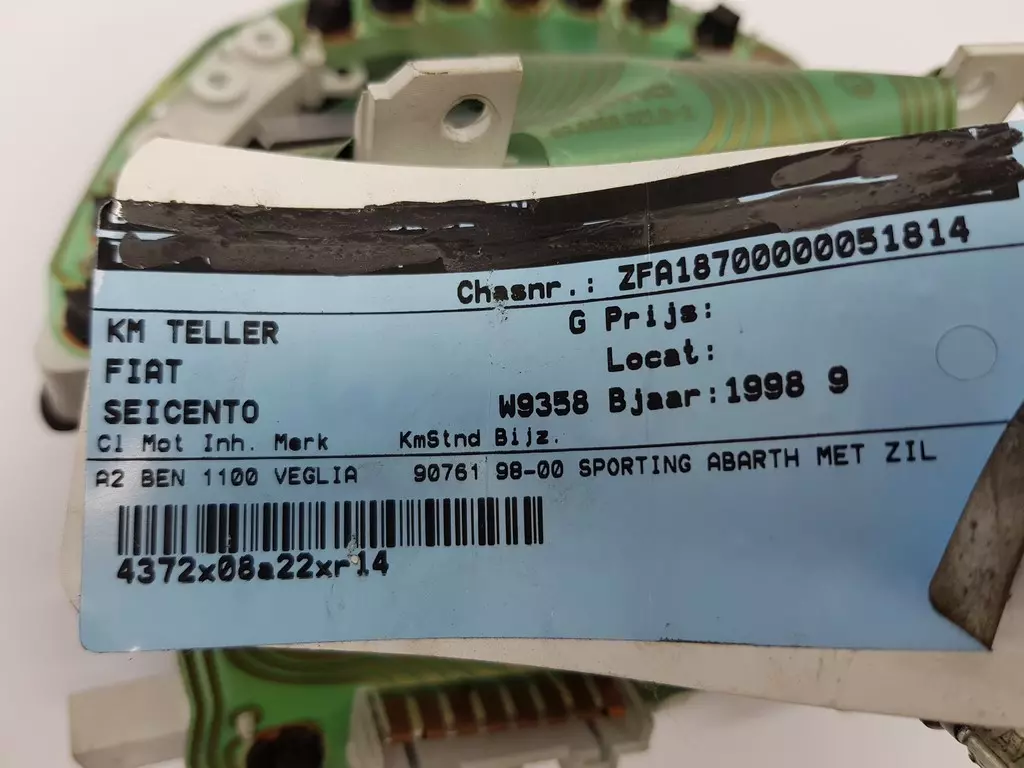 Chasnr.: ZFA18700000051814
KM TELLER
G Prijs:
FIAT
Locat:
SEICENTO
W9358 Bjaar:1998 9
Cl Mot Inh. Merk KmStnd Bijz.
A2 BEN 1100 VEGLIA 90761 98-00 SPORTING ABARTH MET ZIL
4372x08a22xr14